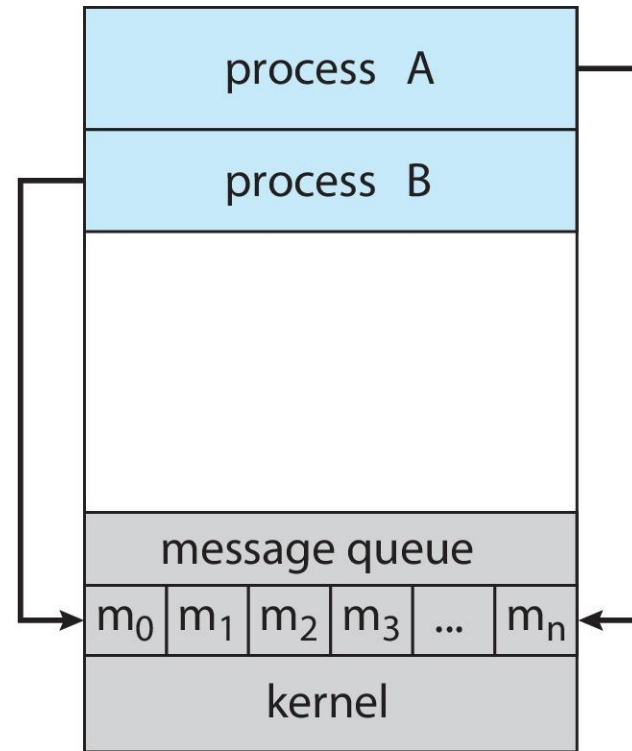 process A
process B
message queue
m₀ m₁ m₂ m₃ ... mₙ
kernel